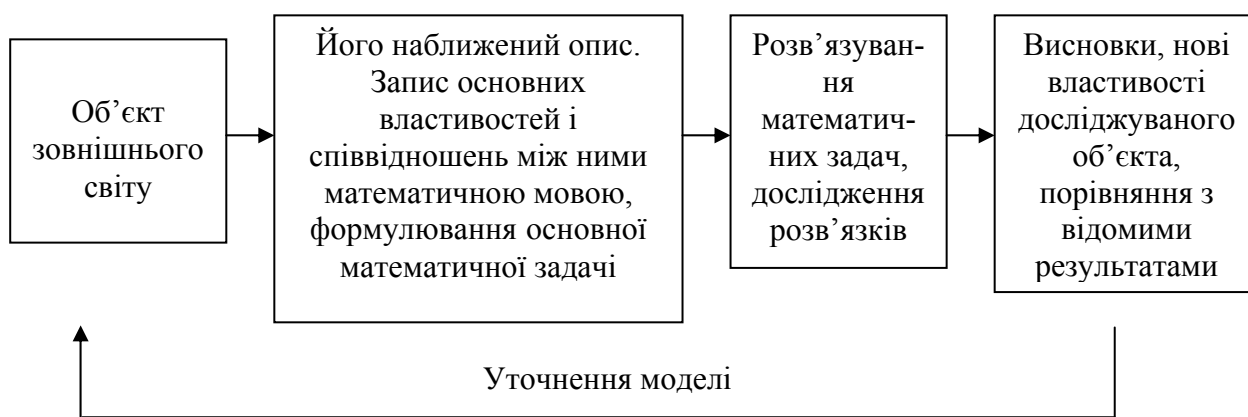 Об’єкт
зовнішнього
світу
Його наближений опис.
Запис основних
властивостей і
співвідношень між ними
математичною мовою,
формулювання основної
математичної задачі
Розв’язуван-
ня
математич-
них задач,
дослідження
розв’язків
Висновки, нові
властивості
досліджуваного
об’єкта,
порівняння з
відомими
результатами
Уточнення моделі